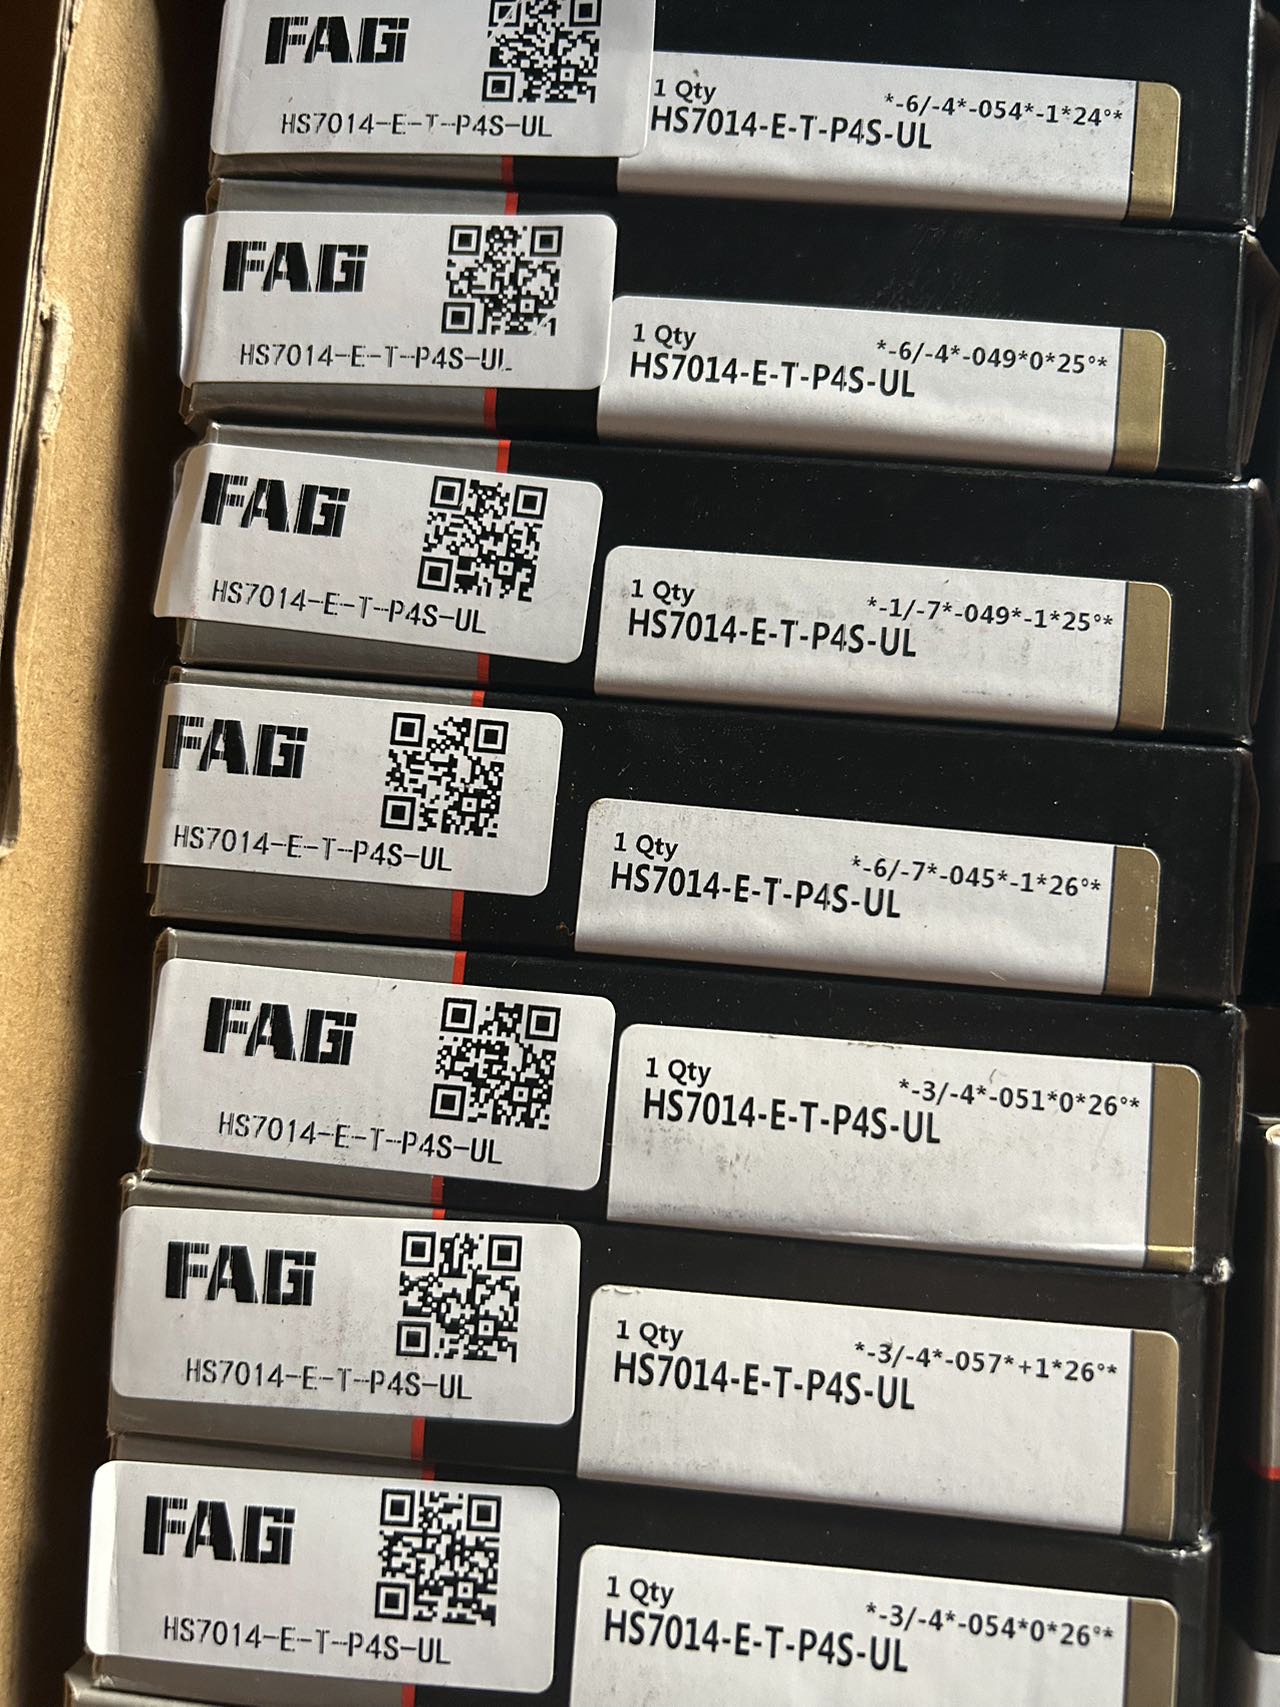 FAG
HS7014-E-T-P4S-UL
1 Qty
*-6/-4*-054*-1*24°*
HS7014-E-T-P4S-UL
FAG
HS7014-E-T-P4S-UL
1 Qty
*-6/-4*-049*0*25°*
HS7014-E-T-P4S-UL
FAG
HS7014-E-T-P4S-UL
1 Qty
*-1/-7*-049*-1*25°*
HS7014-E-T-P4S-UL
FAG
HS7014-E-T-P4S-UL
1 Qty
*-6/-7*-045*-1*26°*
HS7014-E-T-P4S-UL
FAG
HS7014-E-T-P4S-UL
1 Qty
*-3/-4*-051*0*26°*
HS7014-E-T-P4S-UL
FAG
HS7014-E-T-P4S-UL
1 Qty
*-3/-4*-057*+1*26°*
HS7014-E-T-P4S-UL
FAG
HS7014-E-T-P4S-UL
1 Qty
*-3/-4*-054*0*26°*
HS7014-E-T-P4S-UL